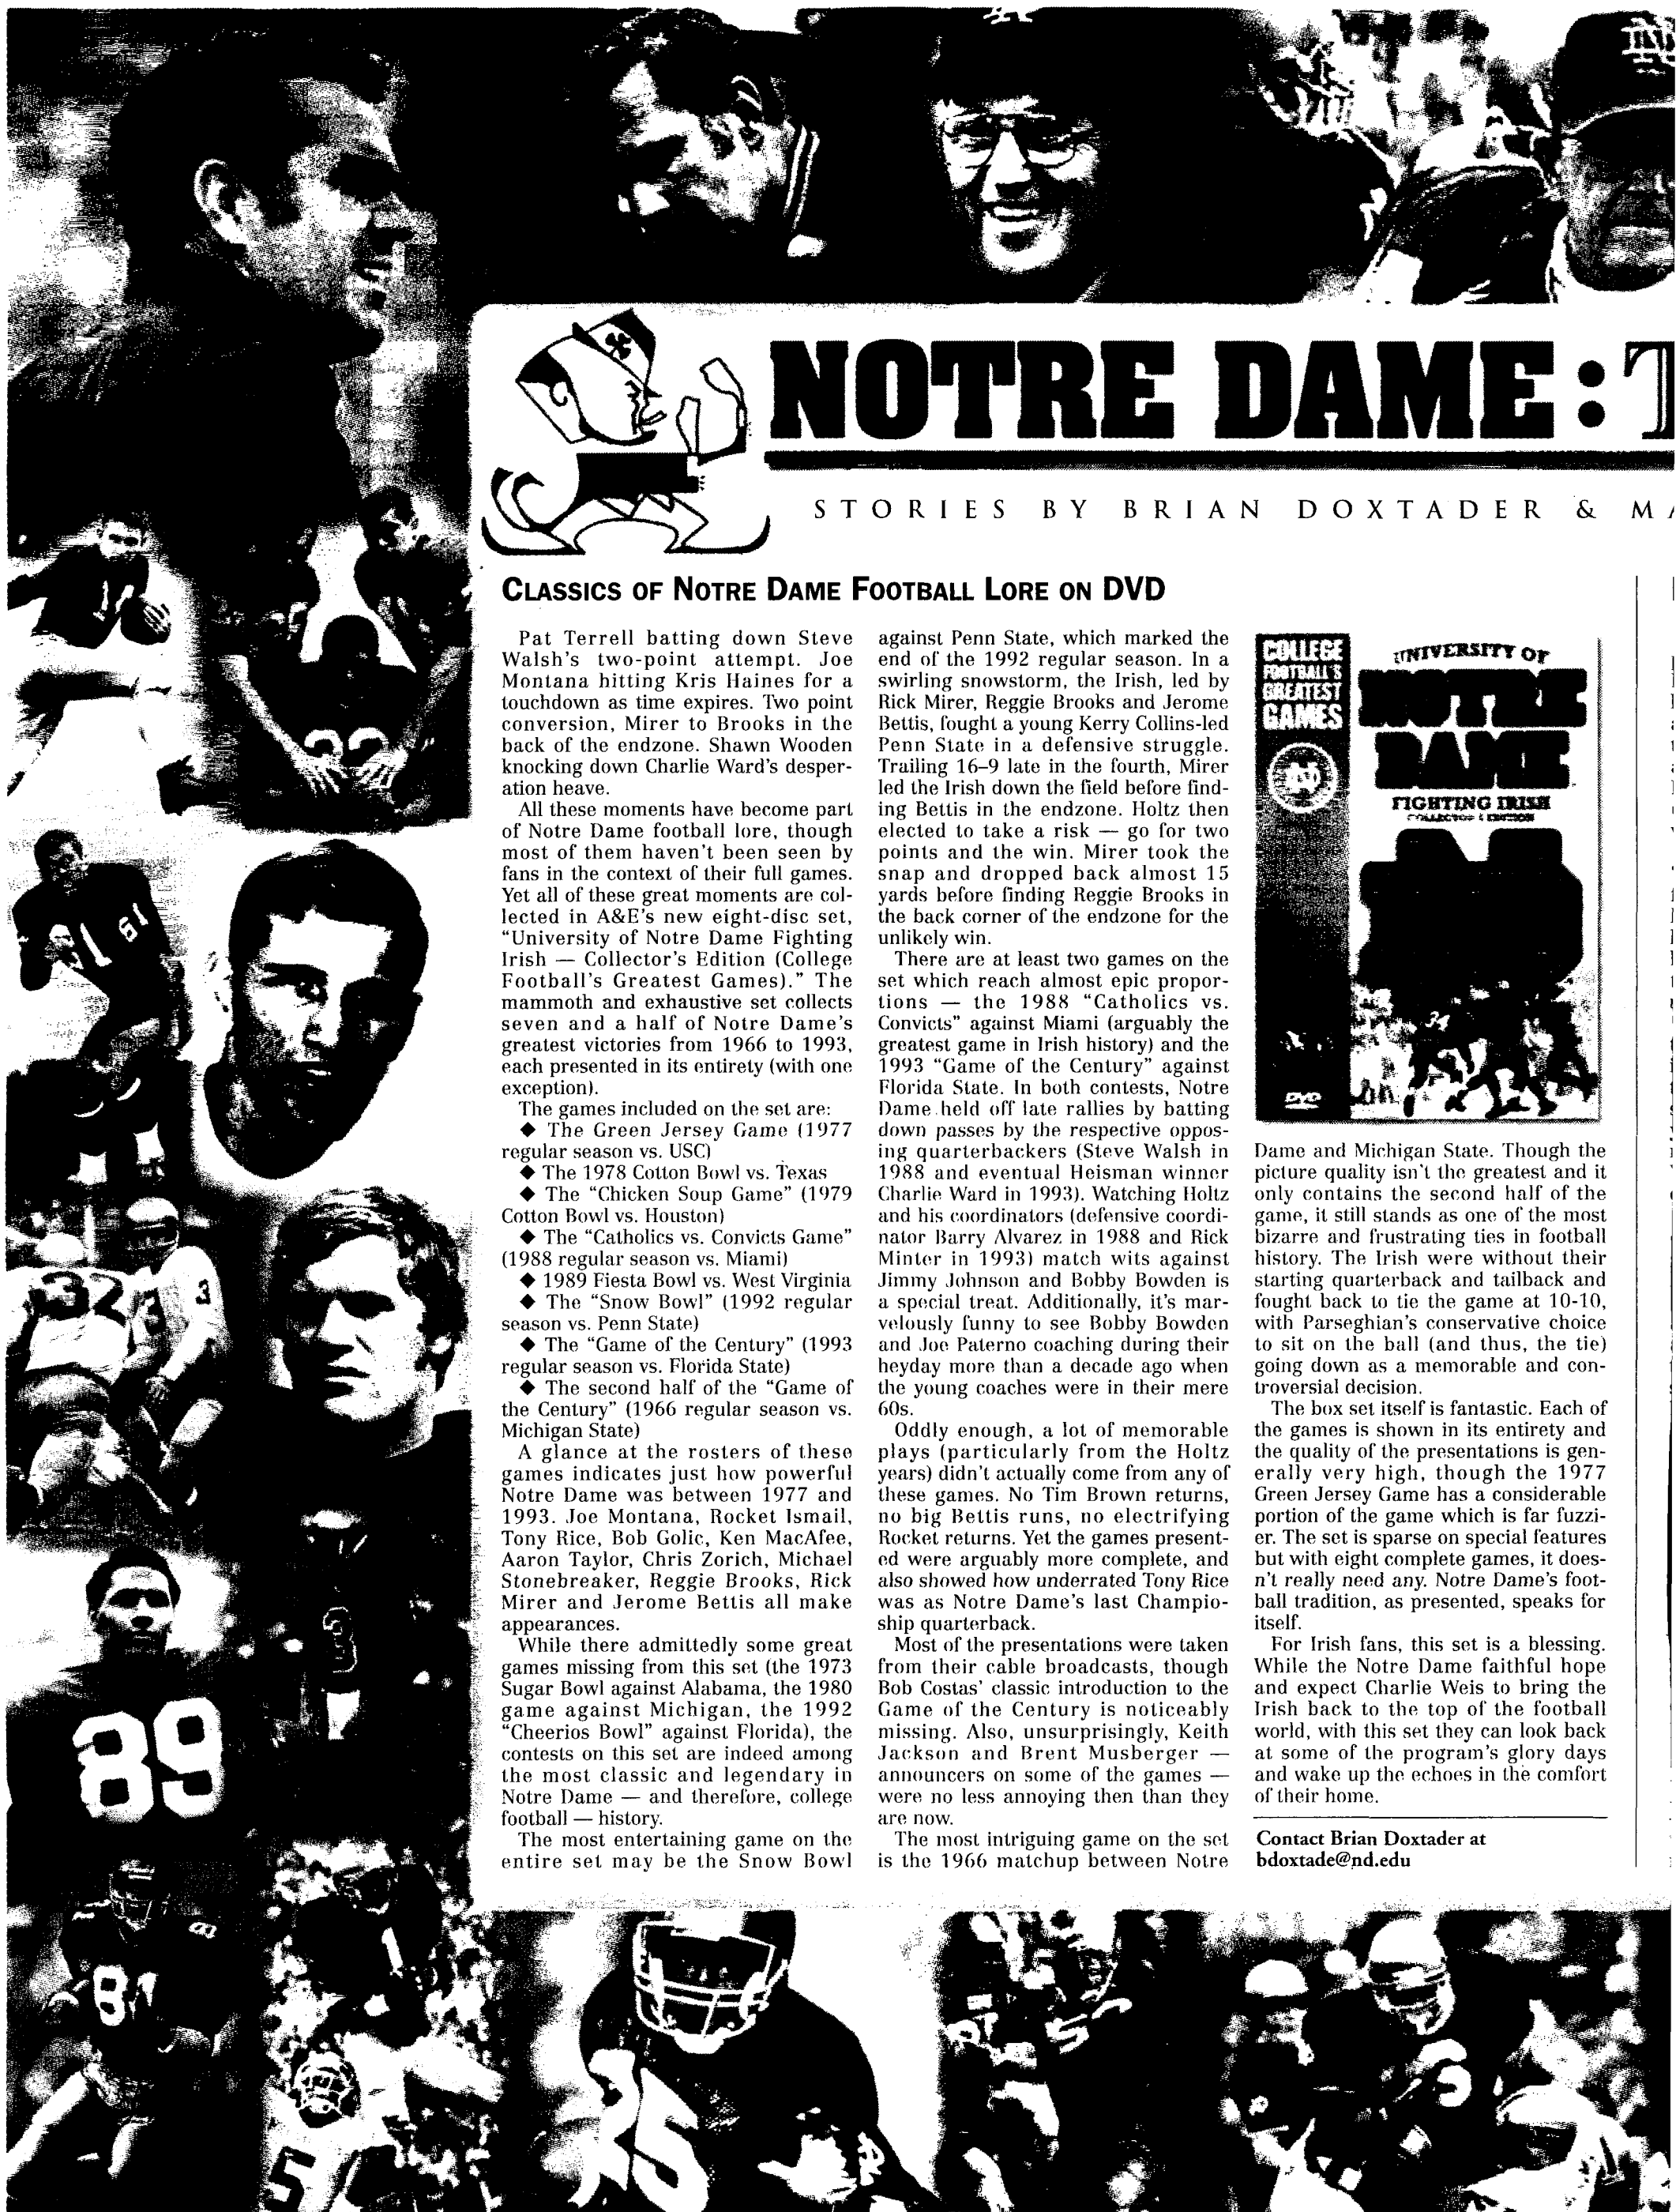 NOTRE DAME: T
STORIES BY BRIAN DOXTADER & MA
CLASSICS OF NOTRE DAME FOOTBALL LORE ON DVD
Pat Terrell batting down Steve
Walsh's two-point attempt. Joe
Montana hitting Kris Haines for a
touchdown as time expires. Two point
conversion, Mirer to Brooks in the
back of the endzone. Shawn Wooden
knocking down Charlie Ward's desper-
ation heave.
All these moments have become part
of Notre Dame football lore, though
most of them haven't been seen by
fans in the context of their full games.
Yet all of these great moments are col-
lected in A&E's new eight-disc set,
"University of Notre Dame Fighting
Irish — Collector's Edition (College
Football's Greatest Games)." The
mammoth and exhaustive set collects
seven and a half of Notre Dame's
greatest victories from 1966 to 1993,
each presented in its entirety (with one
exception).
The games included on the set are:
◆ The Green Jersey Game (1977
regular season vs. USC)
◆ The 1978 Cotton Bowl vs. Texas
◆ The "Chicken Soup Game" (1979
Cotton Bowl vs. Houston)
◆ The "Catholics vs. Convicts Game"
(1988 regular season vs. Miami)
◆ 1989 Fiesta Bowl vs. West Virginia
◆ The "Snow Bowl" (1992 regular
season vs. Penn State)
◆ The "Game of the Century" (1993
regular season vs. Florida State)
◆ The second half of the "Game of
the Century" (1966 regular season vs.
Michigan State)
A glance at the rosters of these
games indicates just how powerful
Notre Dame was between 1977 and
1993. Joe Montana, Rocket Ismail,
Tony Rice, Bob Golic, Ken MacAfee,
Aaron Taylor, Chris Zorich, Michael
Stonebreaker, Reggie Brooks, Rick
Mirer and Jerome Bettis all make
appearances.
While there admittedly some great
games missing from this set (the 1973
Sugar Bowl against Alabama, the 1980
game against Michigan, the 1992
"Cheerios Bowl" against Florida), the
contests on this set are indeed among
the most classic and legendary in
Notre Dame — and therefore, college
football — history.
The most entertaining game on the
entire set may be the Snow Bowl
against Penn State, which marked the
end of the 1992 regular season. In a
swirling snowstorm, the Irish, led by
Rick Mirer, Reggie Brooks and Jerome
Bettis, fought a young Kerry Collins-led
Penn State in a defensive struggle.
Trailing 16–9 late in the fourth, Mirer
led the Irish down the field before find-
ing Bettis in the endzone. Holtz then
elected to take a risk — go for two
points and the win. Mirer took the
snap and dropped back almost 15
yards before finding Reggie Brooks in
the back corner of the endzone for the
unlikely win.
There are at least two games on the
set which reach almost epic propor-
tions — the 1988 "Catholics vs.
Convicts" against Miami (arguably the
greatest game in Irish history) and the
1993 "Game of the Century" against
Florida State. In both contests, Notre
Dame held off late rallies by batting
down passes by the respective oppos-
ing quarterbackers (Steve Walsh in
1988 and eventual Heisman winner
Charlie Ward in 1993). Watching Holtz
and his coordinators (defensive coordi-
nator Barry Alvarez in 1988 and Rick
Minter in 1993) match wits against
Jimmy Johnson and Bobby Bowden is
a special treat. Additionally, it's mar-
velously funny to see Bobby Bowden
and Joe Paterno coaching during their
heyday more than a decade ago when
the young coaches were in their mere
60s.
Oddly enough, a lot of memorable
plays (particularly from the Holtz
years) didn't actually come from any of
these games. No Tim Brown returns,
no big Bettis runs, no electrifying
Rocket returns. Yet the games present-
ed were arguably more complete, and
also showed how underrated Tony Rice
was as Notre Dame's last Champio-
ship quarterback.
Most of the presentations were taken
from their cable broadcasts, though
Bob Costas' classic introduction to the
Game of the Century is noticeably
missing. Also, unsurprisingly, Keith
Jackson and Brent Musberger —
announcers on some of the games —
were no less annoying then than they
are now.
The most intriguing game on the set
is the 1966 matchup between Notre
COLLEGE
FOOTBALL'S
GREATEST
GAMES
UNIVERSITY OF
NOTRE
DAME
FIGHTING IRISH
COLLECTOR'S EDITION
34
DVD
Dame and Michigan State. Though the
picture quality isn't the greatest and it
only contains the second half of the
game, it still stands as one of the most
bizarre and frustrating ties in football
history. The Irish were without their
starting quarterback and tailback and
fought back to tie the game at 10-10,
with Parseghian's conservative choice
to sit on the ball (and thus, the tie)
going down as a memorable and con-
troversial decision.
The box set itself is fantastic. Each of
the games is shown in its entirety and
the quality of the presentations is gen-
erally very high, though the 1977
Green Jersey Game has a considerable
portion of the game which is far fuzzi-
er. The set is sparse on special features
but with eight complete games, it does-
n't really need any. Notre Dame's foot-
ball tradition, as presented, speaks for
itself.
For Irish fans, this set is a blessing.
While the Notre Dame faithful hope
and expect Charlie Weis to bring the
Irish back to the top of the football
world, with this set they can look back
at some of the program's glory days
and wake up the echoes in the comfort
of their home.
Contact Brian Doxtader at
bdoxtade@nd.edu
32
3
89
81
5